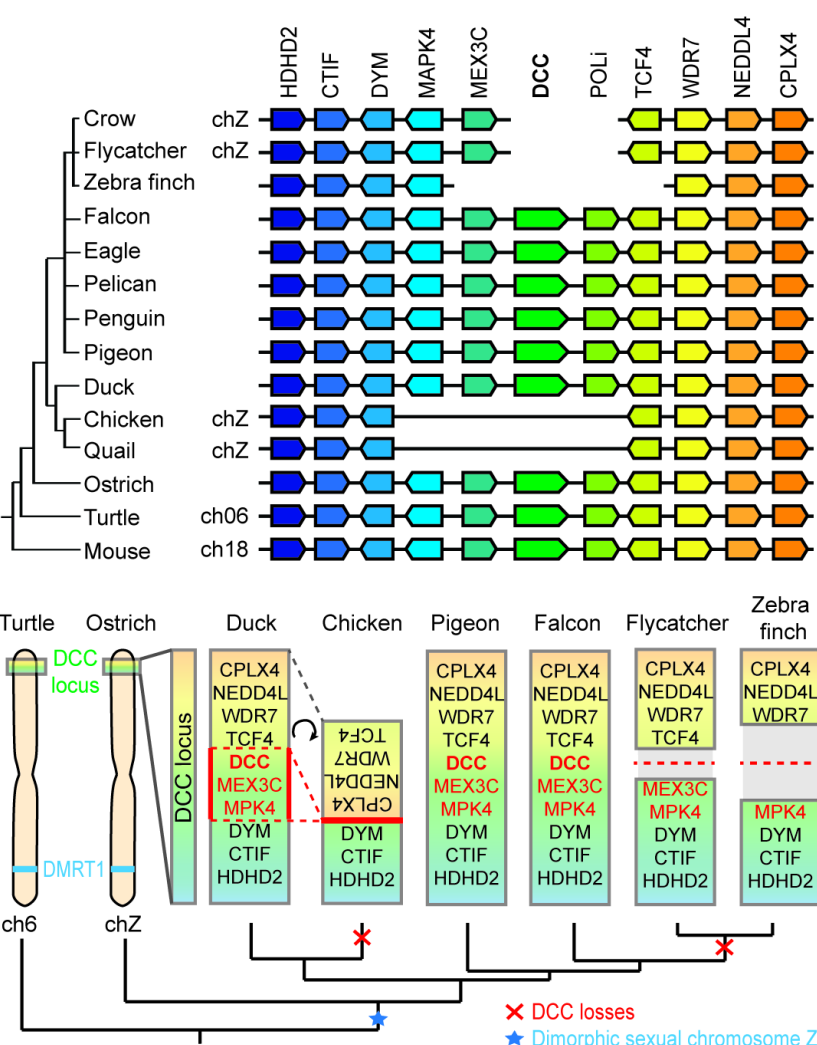 HDHD2 CTIF DYM MAPK4 MEX3C DCC POLi TCF4 WDR7 NEDDL4 CPLX4
Crow chZ
Flycatcher chZ
Zebra finch
Falcon
Eagle
Pelican
Penguin
Pigeon
Duck
Chicken chZ
Quail chZ
Ostrich
Turtle ch06
Mouse ch18
Turtle Ostrich Duck Chicken Pigeon Falcon Flycatcher Zebra
finch
DCC
locus
DMRT1
ch6 chZ
DCC locus
CPLX4
NEDD4L
WDR7
TCF4
DCC
MEX3C
MPK4
DYM
CTIF
HDHD2
TCF4
WDR7
NEDD4L
CPLX4
DYM
CTIF
HDHD2
CPLX4
NEDD4L
WDR7
TCF4
DCC
MEX3C
MPK4
DYM
CTIF
HDHD2
CPLX4
NEDD4L
WDR7
TCF4
DCC
MEX3C
MPK4
DYM
CTIF
HDHD2
CPLX4
NEDD4L
WDR7
TCF4
MEX3C
MPK4
DYM
CTIF
HDHD2
CPLX4
NEDD4L
WDR7
MPK4
DYM
CTIF
HDHD2
DCC losses
Dimorphic sexual chromosome Z